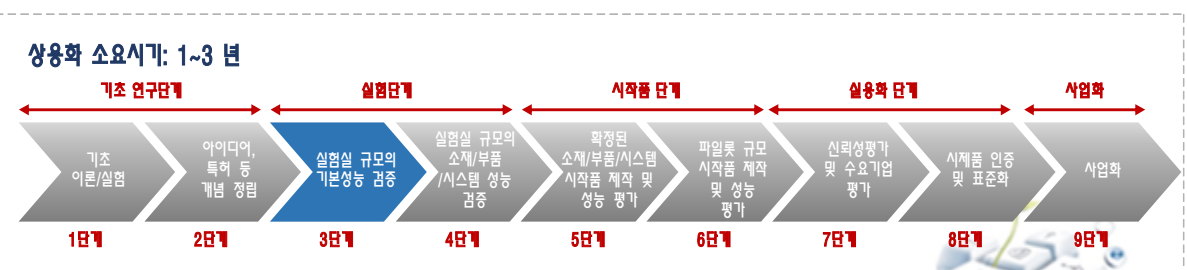 상용화 소요시기: 1~3 년
기초 연구단계
실험단계
시작품 단계
실용화 단계
사업화
기초
이론/실험
아이디어,
특허 등
개념 정립
실험실 규모의
기본성능 검증
실험실 규모의
소재/부품
/시스템 성능
검증
확정된
소재/부품/시스템
시작품 제작 및
성능 평가
파일롯 규모
시작품 제작
및 성능
평가
신뢰성평가
및 수요기업
평가
시제품 인증
및 표준화
사업화
1단계
2단계
3단계
4단계
5단계
6단계
7단계
8단계
9단계